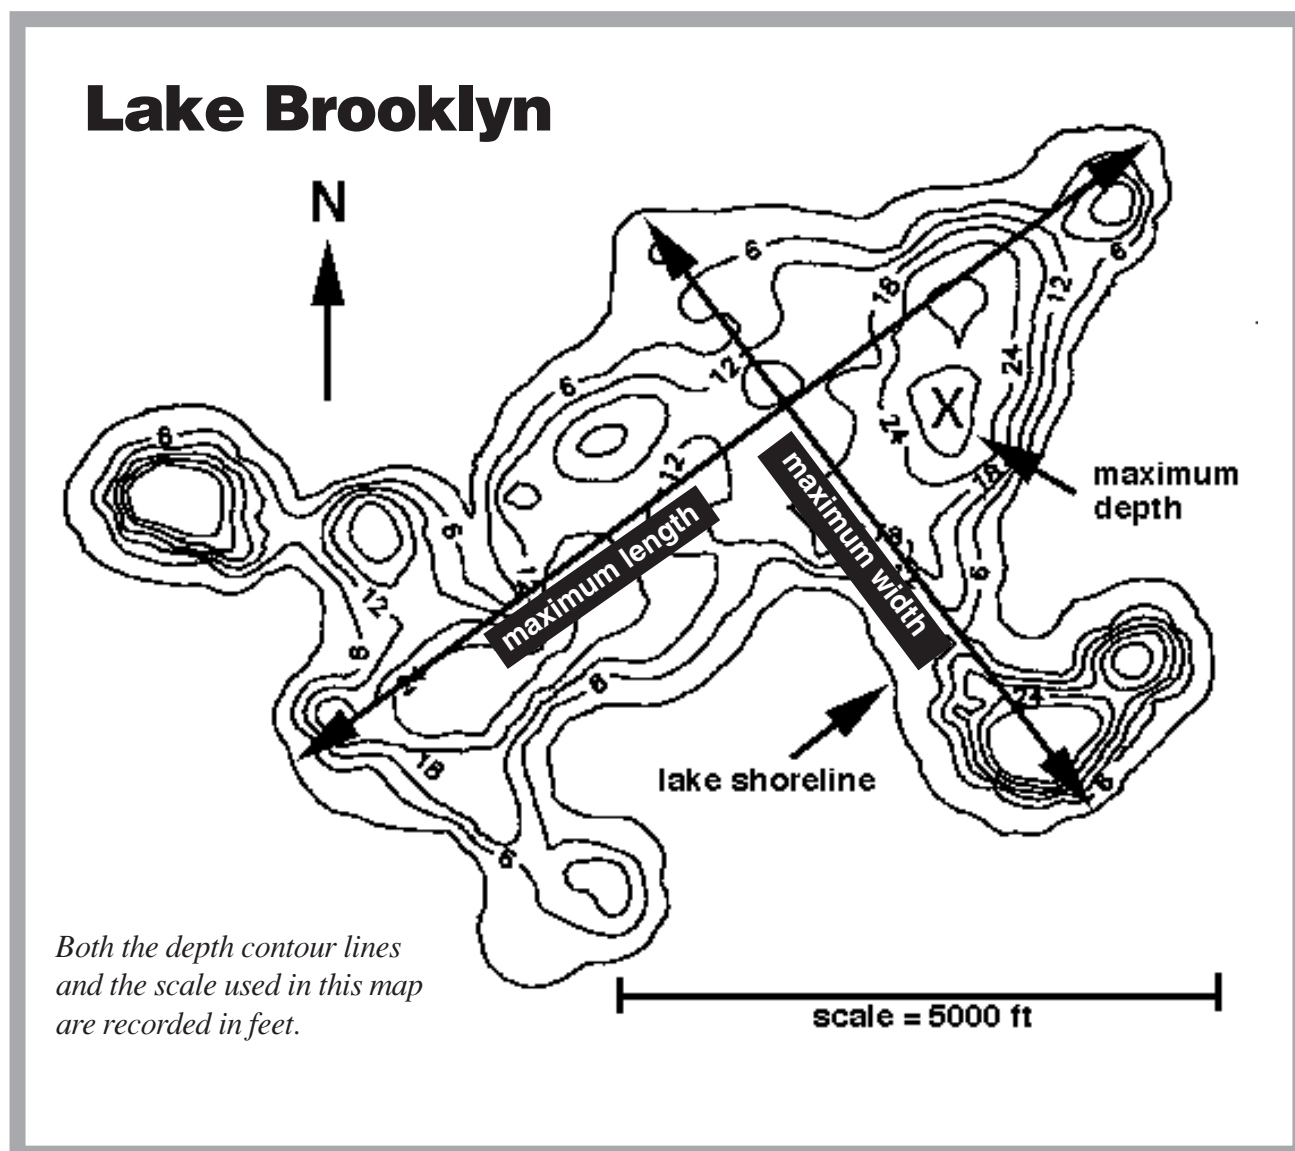 Lake Brooklyn
N
6
18
12
6
24
12
6
X
24
12
18
maximum
depth
6
6
maximum length
maximum width
18
6
12
6
24
6
18
lake shoreline
6
6
Both the depth contour lines
and the scale used in this map
are recorded in feet.
scale = 5000 ft